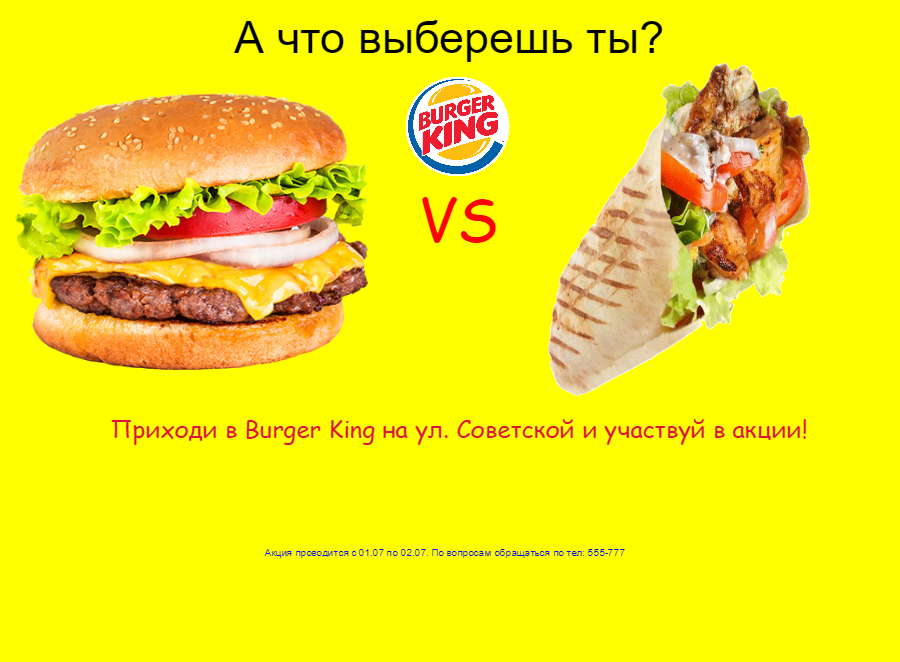 А что выберешь ты?
BURGER
KING
VS
Приходи в Burger King на ул. Советской и участвуй в акции!
Акция проводится с 01.07 по 02.07. По вопросам обращаться по тел: 555-777